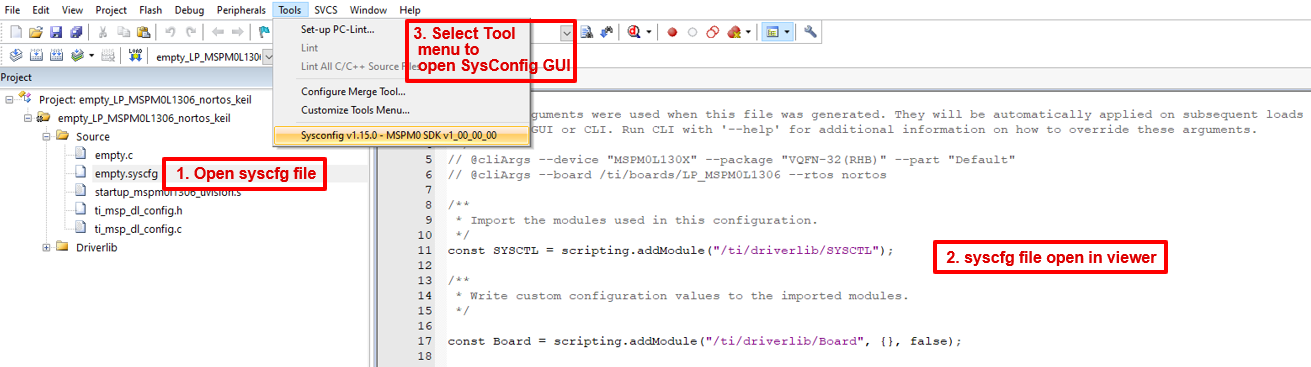 File Edit View Project Flash Debug Peripherals Tools SVCS Window Help
Set-up PC-Lint...
Lint
Lint All C/C++ Source Files
Configure Merge Tool...
Customize Tools Menu...
Sysconfig v1.15.0 - MSPM0 SDK v1_00_00_00
3. Select Tool
menu to
open SysConfig GUI
LOAD
empty_LP_MSPM0L130
Project
Project: empty_LP_MSPM0L1306_nortos_keil
empty_LP_MSPM0L1306_nortos_keil
Source
empty.c
empty.syscfg
startup_mspm0l1306_uvision.s
ti_msp_dl_config.h
ti_msp_dl_config.c
Driverlib
1. Open syscfg file
guments were used when this file was generated. They will be automatically applied on subsequent loads
GUI or CLI. Run CLI with '--help' for additional information on how to override these arguments.
5 // @cliArgs --device "MSPM0L130X" --package "VQFN-32(RHB)" --part "Default"
6 // @cliArgs --board /ti/boards/LP_MSPM0L1306 --rtos nortos
7
8 /**
9 * Import the modules used in this configuration.
10 */
11 const SYSCTL = scripting.addModule("/ti/driverlib/SYSCTL");
12
13 /**
14 * Write custom configuration values to the imported modules.
15 */
16
17 const Board = scripting.addModule("/ti/driverlib/Board", {}, false);
18
2. syscfg file open in viewer